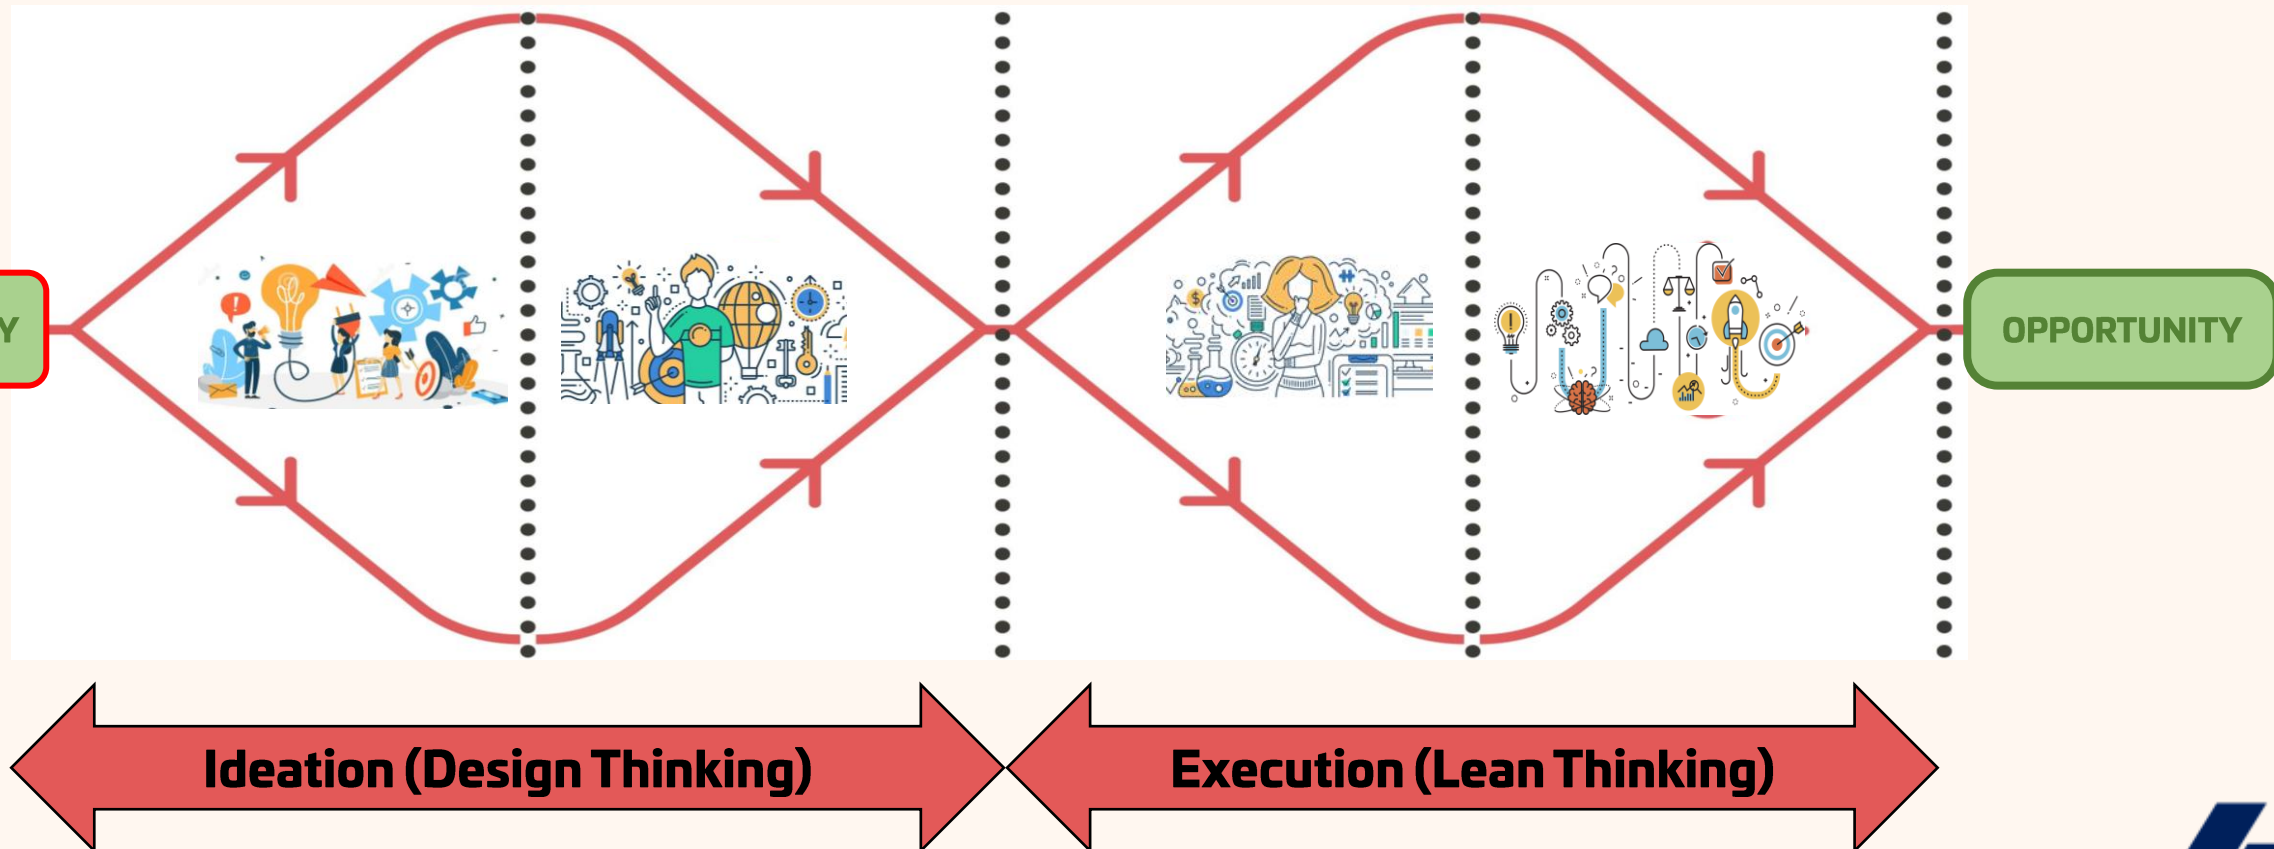 Y
OPPORTUNITY
Ideation (Design Thinking)
Execution (Lean Thinking)